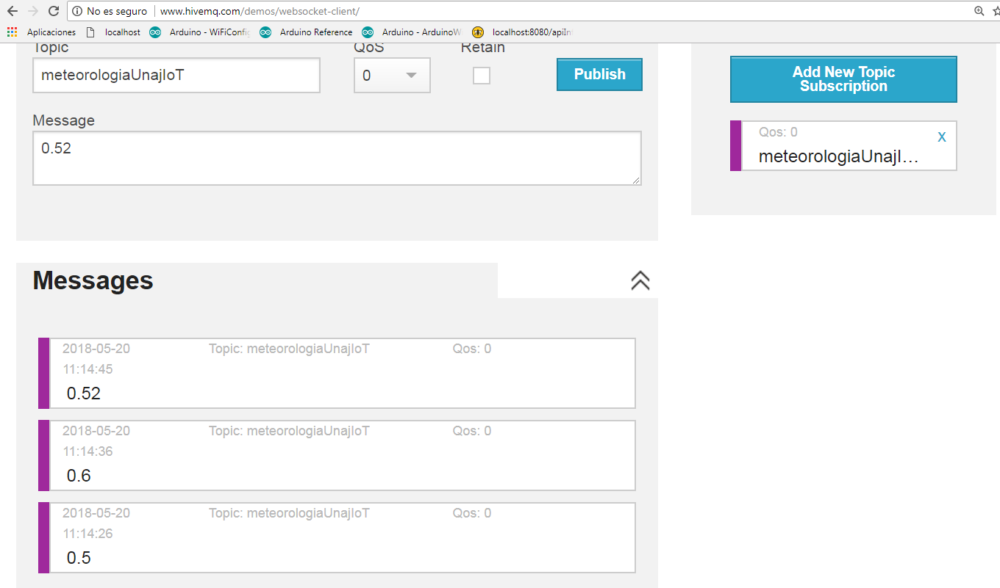 No es seguro www.hivemq.com/demos/websocket-client/
Aplicaciones localhost Arduino - WiFiConfig Arduino Reference Arduino - ArduinoW localhost:8080/apiIn
Topic QoS Retain
meteorologiaUnajIoT 0 Publish
Message
0.52
Add New Topic
Subscription
Qos: 0 X
meteorologiaUnajI...
Messages
2018-05-20 Topic: meteorologiaUnajIoT Qos: 0
11:14:45
0.52
2018-05-20 Topic: meteorologiaUnajIoT Qos: 0
11:14:36
0.6
2018-05-20 Topic: meteorologiaUnajIoT Qos: 0
11:14:26
0.5